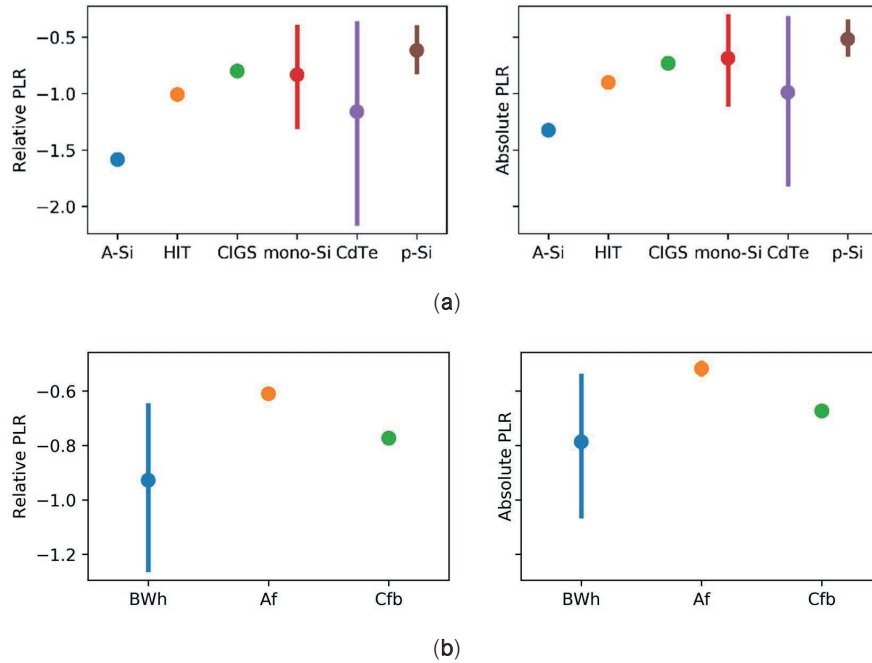 Relative PLR
−0.5
−1.0
−1.5
−2.0
A-Si HIT CIGS mono-Si CdTe p-Si
Absolute PLR
A-Si HIT CIGS mono-Si CdTe p-Si
(a)
Relative PLR
−0.6
−0.8
−1.0
−1.2
BWh Af Cfb
Absolute PLR
BWh Af Cfb
(b)